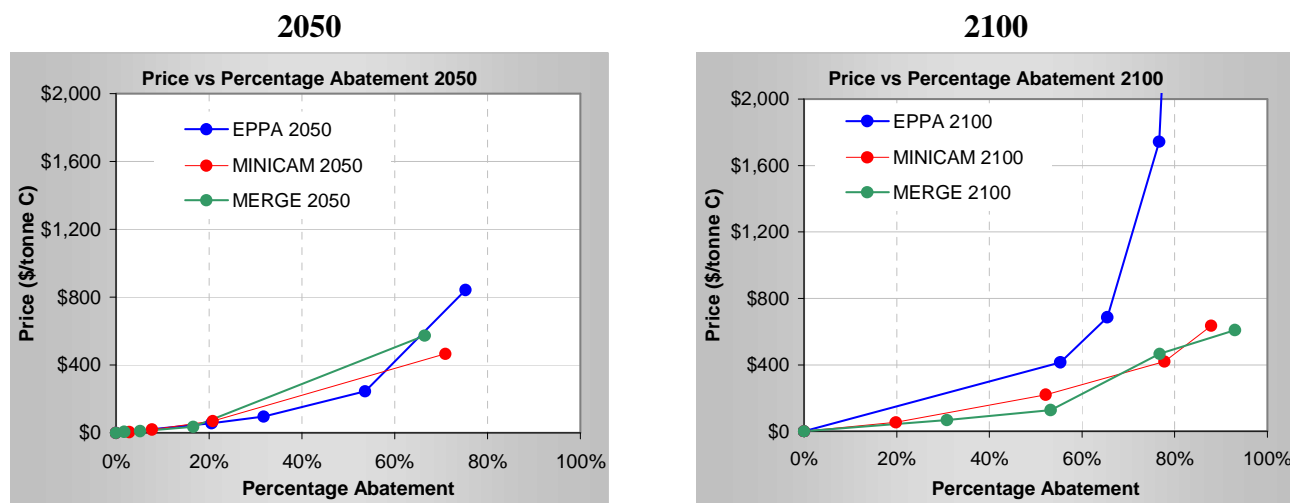 2050
Price vs Percentage Abatement 2050
$2,000
$1,600
$1,200
$800
$400
$0
Price ($/tonne C)
EPPA 2050
MINICAM 2050
MERGE 2050
0% 20% 40% 60% 80% 100%
Percentage Abatement
2100
Price vs Percentage Abatement 2100
$2,000
$1,600
$1,200
$800
$400
$0
Price ($/tonne C)
EPPA 2100
MINICAM 2100
MERGE 2100
0% 20% 40% 60% 80% 100%
Percentage Abatement